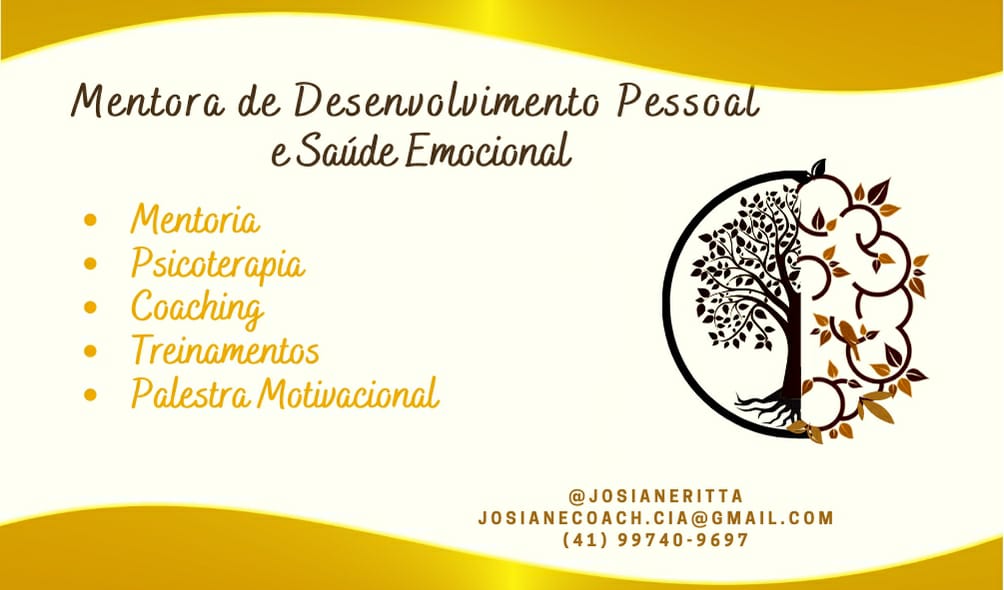 Mentora de Desenvolvimento Pessoal
e Saúde Emocional
• Mentoria
• Psicoterapia
• Coaching
• Treinamentos
• Palestra Motivacional
@JOSIANERITTA
JOSIANECOACH.CIA@GMAIL.COM
(41) 99740-9697